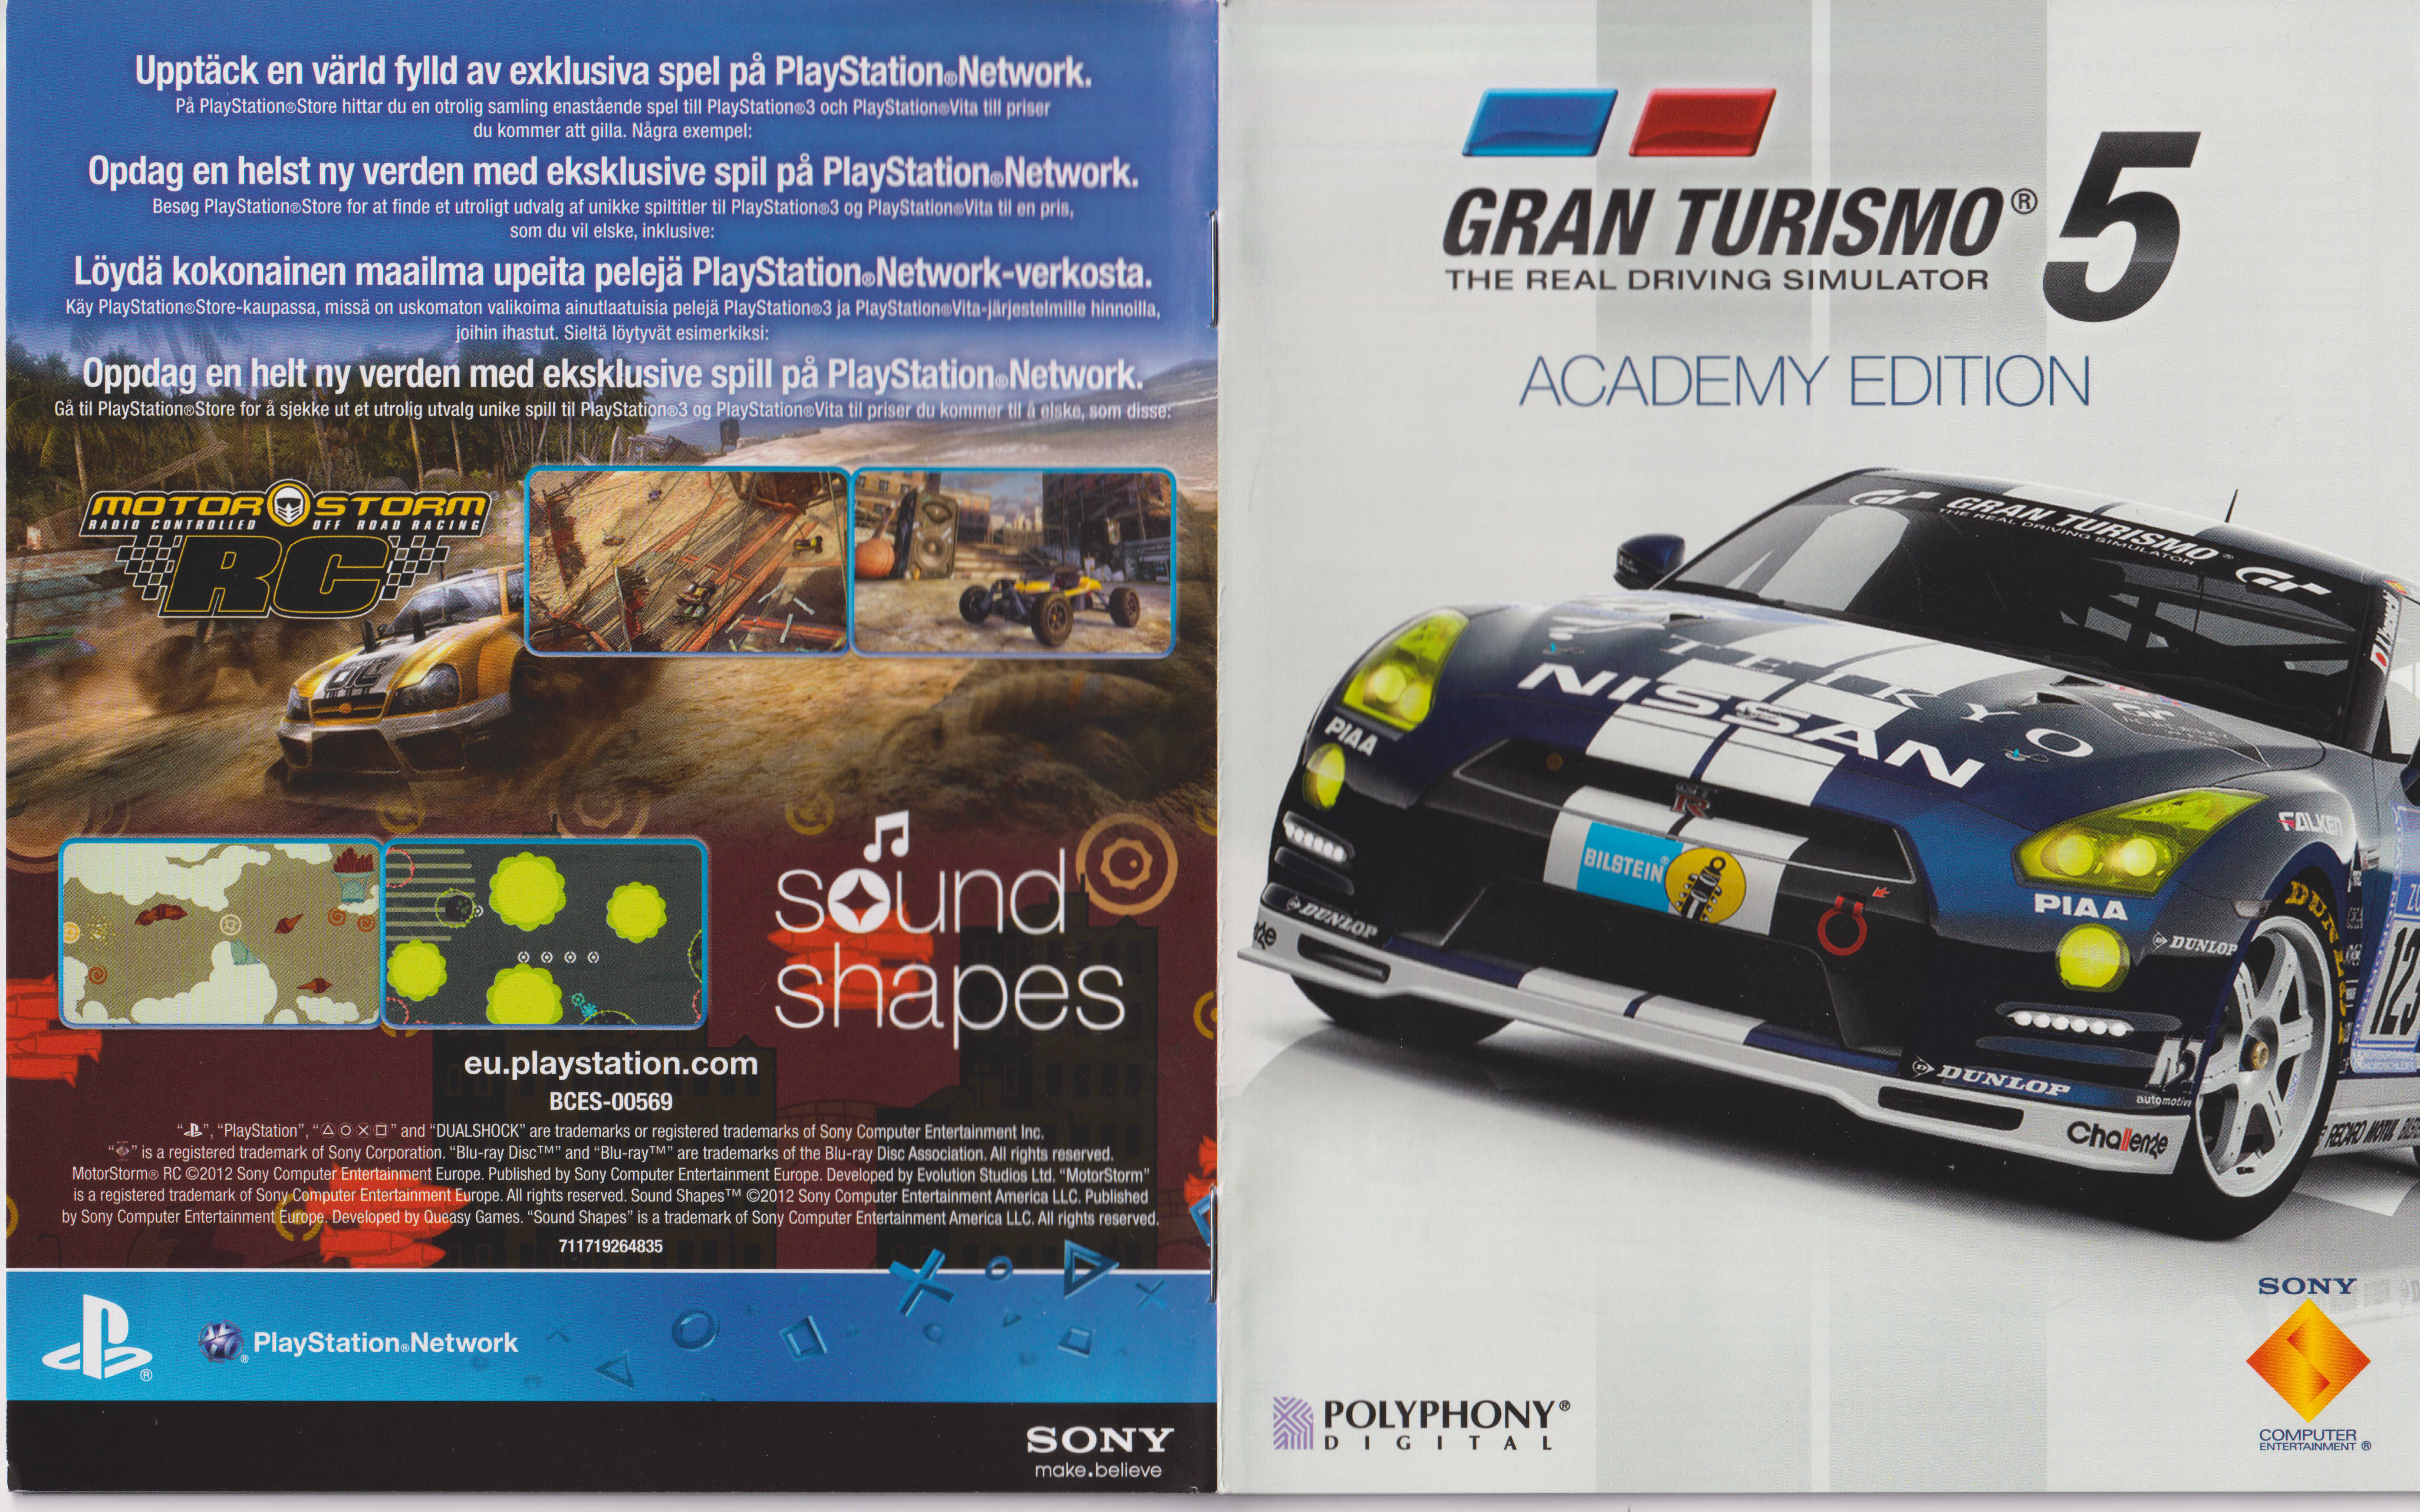 Upptäck en värld fylld av exklusiva spel på PlayStation®Network.
På PlayStation®Store hittar du en otrolig samling enastående spel till PlayStation®3 och PlayStation®Vita till priser
du kommer att gilla. Några exempel:
Opdag en helst ny verden med eksklusive spil på PlayStation®Network.
Besøg PlayStation®Store for at finde et utroligt udvalg af unikke spiltitler til PlayStation®3 og PlayStation®Vita til en pris,
som du vil elske, inklusive:
Löydä kokonainen maailma upeita pelejä PlayStation®Network-verkosta.
Käy PlayStation®Store-kaupassa, missä on uskomaton valikoima ainutlaatuisia pelejä PlayStation®3 ja PlayStation®Vita-järjestelmille hinnoilla,
joihin ihastut. Sieltä löytyvät esimerkiksi:
Oppdag en helt ny verden med eksklusive spill på PlayStation®Network.
Gå til PlayStation®Store for å sjekke ut et utrolig utvalg unike spill til PlayStation®3 og PlayStation®Vita til priser du kommer til å elske, som disse:
MOTORSTORM®
RADIO CONTROLLED OFF ROAD RACING
RC
sound
shapes
eu.playstation.com
BCES-00569
“ ”, “PlayStation”, “△○✕□” and “DUALSHOCK” are trademarks or registered trademarks of Sony Computer Entertainment Inc.
“ ” is a registered trademark of Sony Corporation. “Blu-ray Disc™” and “Blu-ray™” are trademarks of the Blu-ray Disc Association. All rights reserved.
MotorStorm® RC ©2012 Sony Computer Entertainment Europe. Published by Sony Computer Entertainment Europe. Developed by Evolution Studios Ltd. “MotorStorm”
is a registered trademark of Sony Computer Entertainment Europe. All rights reserved. Sound Shapes™ ©2012 Sony Computer Entertainment America LLC. Published
by Sony Computer Entertainment Europe. Developed by Queasy Games. “Sound Shapes” is a trademark of Sony Computer Entertainment America LLC. All rights reserved.
711719264835
PlayStation®Network
SONY
make.believe
GRAN TURISMO® 5
THE REAL DRIVING SIMULATOR
ACADEMY EDITION
GT GRAN TURISMO® GT
THE REAL DRIVING SIMULATOR
TEIKYO
NISSAN
PIAA
GT R
BILSTEIN®
FALKEN
PIAA
DUNLOP
DUNLOP
DUNLOP
DUNLOP
automotive
Challenge
123
RECARO MOTUL
SONY
COMPUTER
ENTERTAINMENT®
POLYPHONY®
DIGITAL